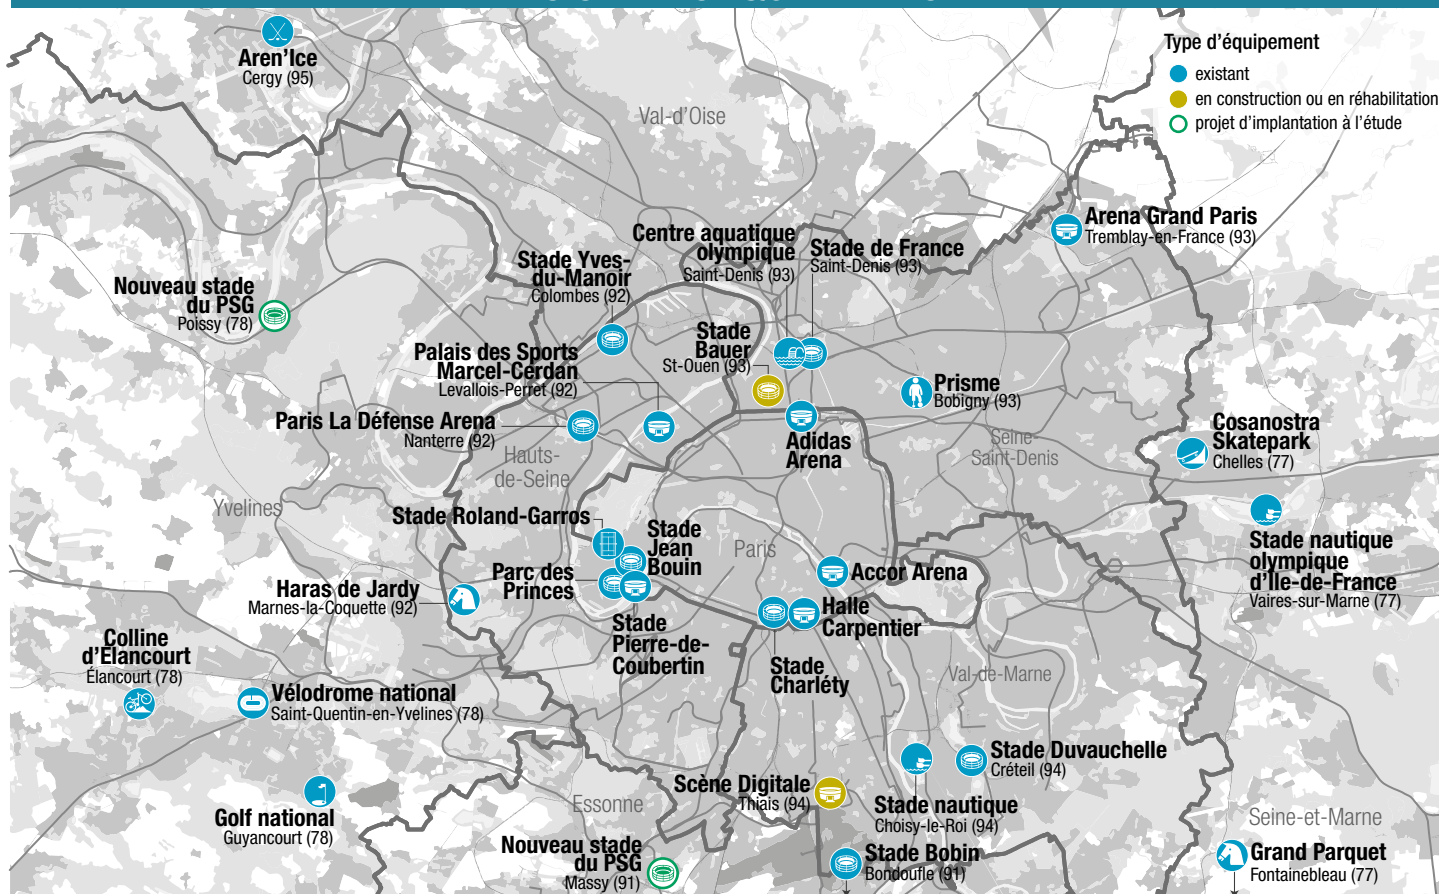 Type d'équipement
existant
en construction ou en réhabilitation
projet d'implantation à l'étude
Aren'Ice
Cergy (95)
Val-d'Oise
Arena Grand Paris
Tremblay-en-France (93)
Centre aquatique
olympique
Saint-Denis (93)
Stade de France
Saint-Denis (93)
Stade Yves-
du-Manoir
Colombes (92)
Nouveau stade
du PSG
Poissy (78)
Stade
Bauer
St-Ouen (93)
Palais des Sports
Marcel-Cerdan
Levallois-Perret (92)
Prisme
Bobigny (93)
Paris La Défense Arena
Nanterre (92)
Adidas
Arena
Cosanostra
Skatepark
Chelles (77)
Hauts-
de-Seine
Seine-
Saint-Denis
Yvelines
Stade Roland-Garros
Stade
Jean
Bouin
Paris
Stade nautique
olympique
d'Île-de-France
Vaires-sur-Marne (77)
Parc des
Princes
Accor Arena
Haras de Jardy
Marnes-la-Coquette (92)
Halle
Carpentier
Stade
Pierre-de-
Coubertin
Colline
d'Élancourt
Élancourt (78)
Stade
Charléty
Val-de-Marne
Vélodrome national
Saint-Quentin-en-Yvelines (78)
Stade Duvauchelle
Créteil (94)
Scène Digitale
Thiais (94)
Stade nautique
Choisy-le-Roi (94)
Essonne
Golf national
Guyancourt (78)
Seine-et-Marne
Nouveau stade
du PSG
Massy (91)
Stade Bobin
Bondoufle (91)
Grand Parquet
Fontainebleau (77)